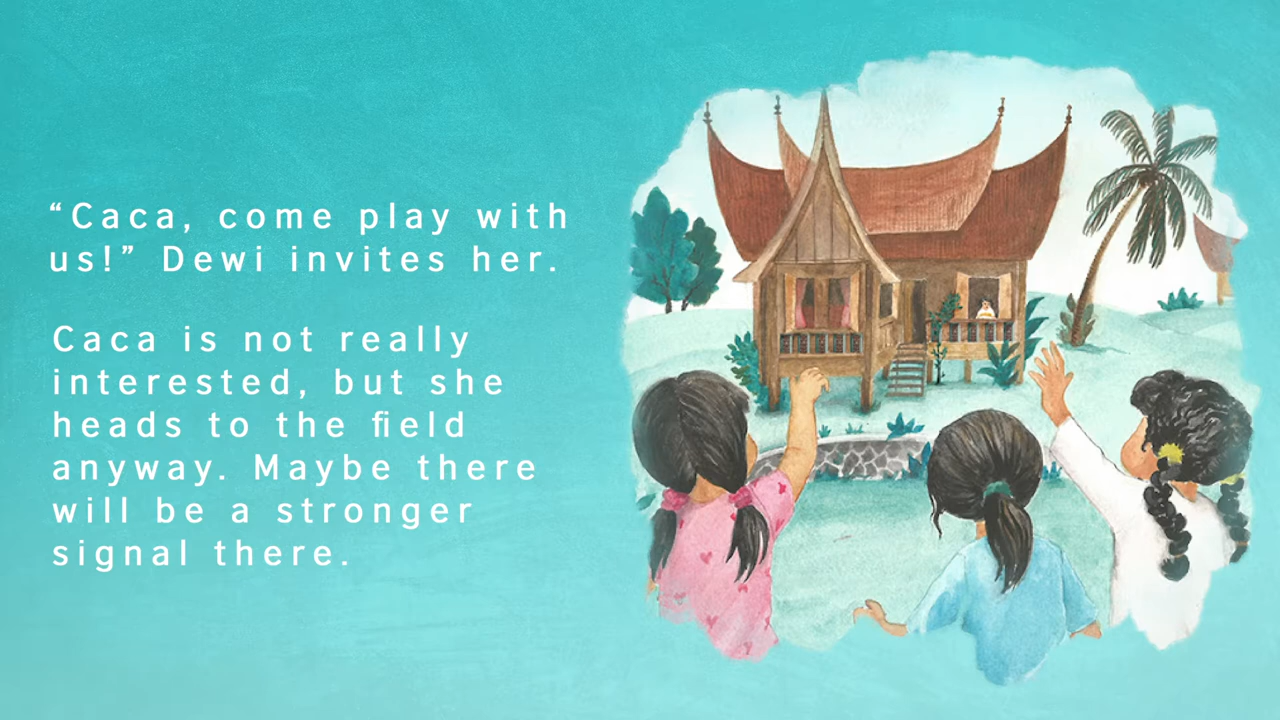 “Caca, come play with
us!” Dewi invites her.
Caca is not really
interested, but she
heads to the field
anyway. Maybe there
will be a stronger
signal there.